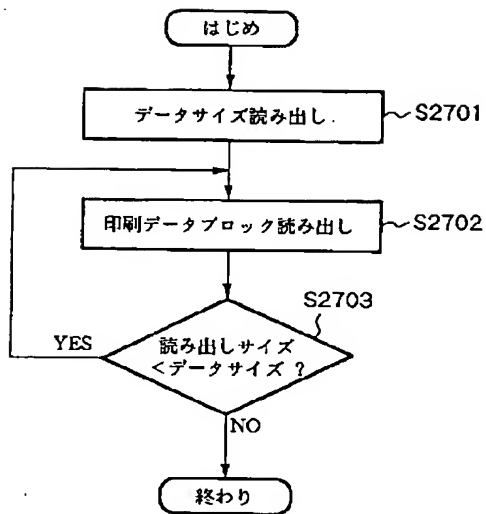 はじめ
データサイズ読み出し
S2701
印刷データブロック読み出し
S2702
S2703
読み出しサイズ
<データサイズ ?
YES
NO
終わり